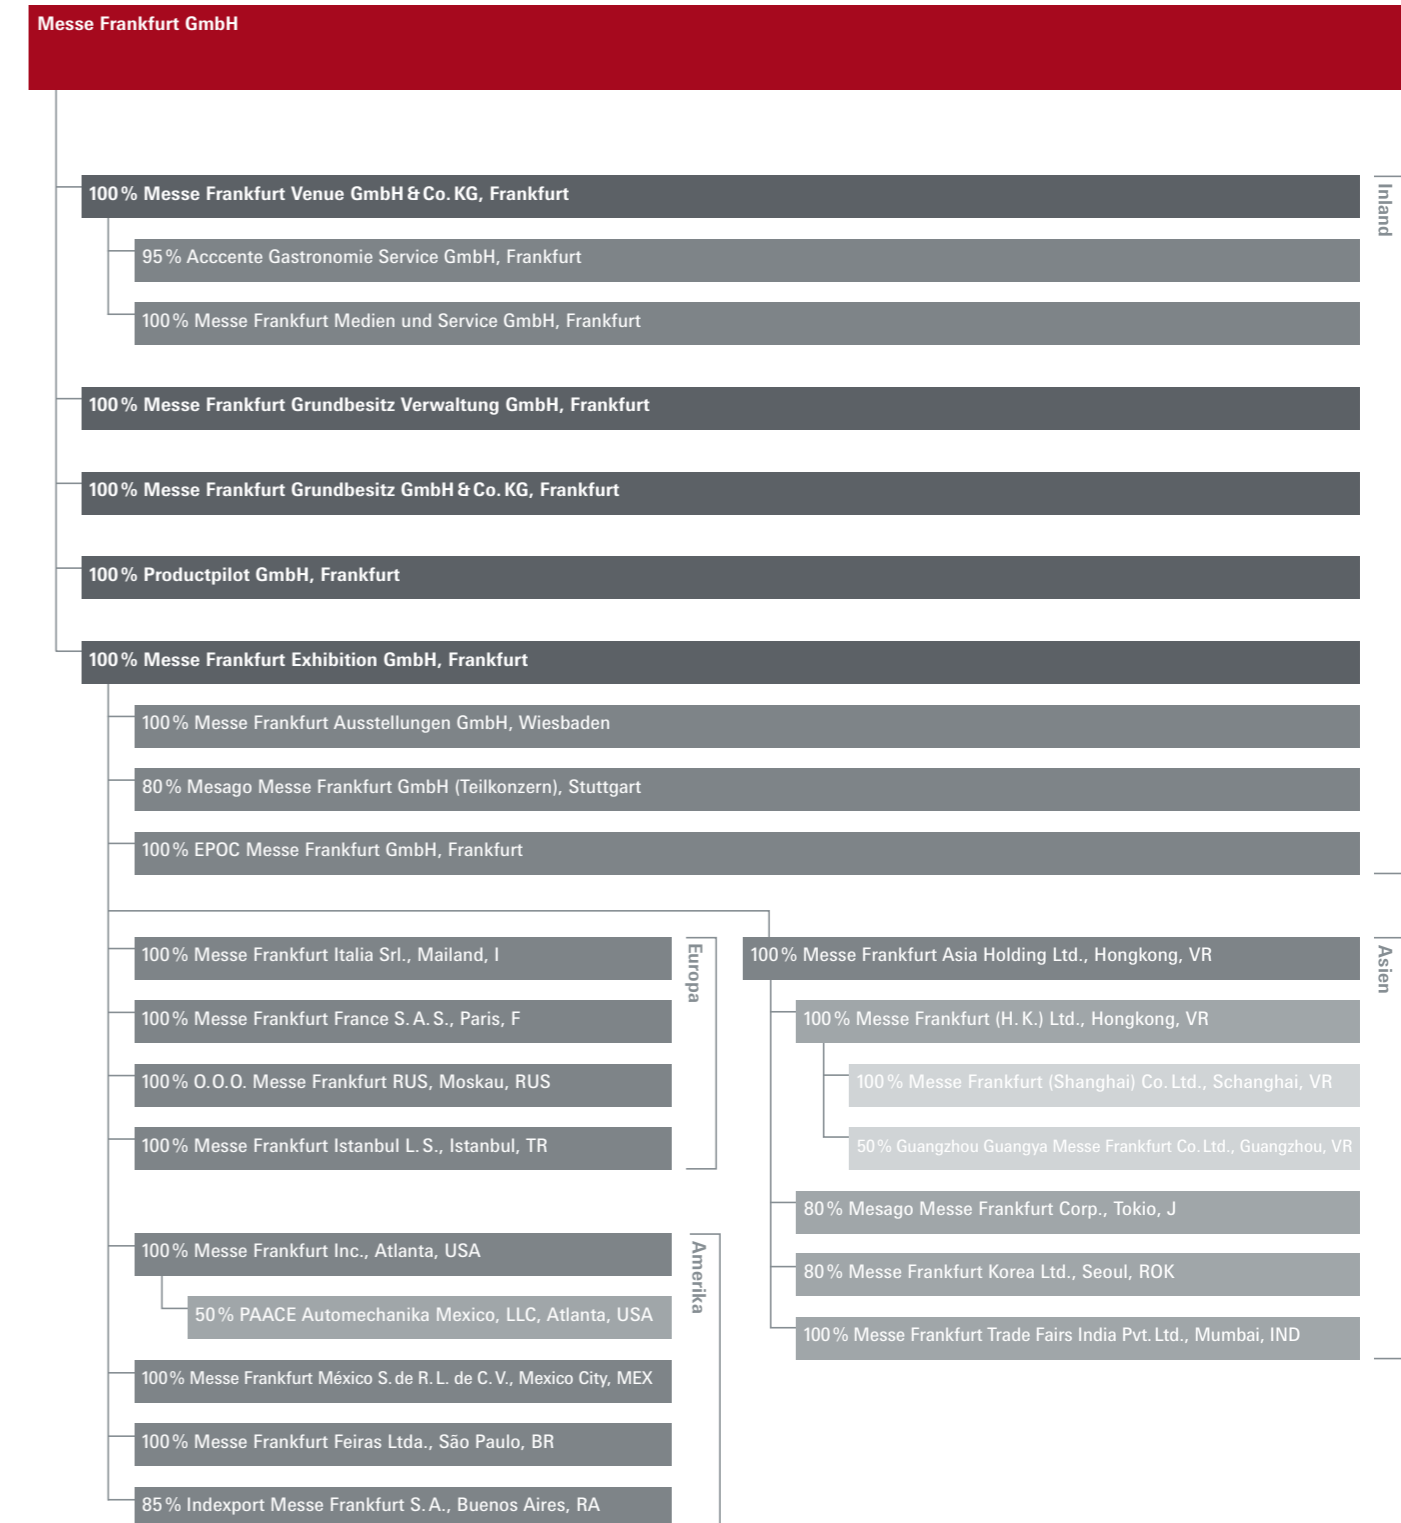 Messe Frankfurt GmbH
100% Messe Frankfurt Venue GmbH & Co. KG, Frankfurt
Inland
95% Acccente Gastronomie Service GmbH, Frankfurt
100% Messe Frankfurt Medien und Service GmbH, Frankfurt
100% Messe Frankfurt Grundbesitz Verwaltung GmbH, Frankfurt
100% Messe Frankfurt Grundbesitz GmbH & Co. KG, Frankfurt
100% Productpilot GmbH, Frankfurt
100% Messe Frankfurt Exhibition GmbH, Frankfurt
100% Messe Frankfurt Ausstellungen GmbH, Wiesbaden
80% Mesago Messe Frankfurt GmbH (Teilkonzern), Stuttgart
100% EPOC Messe Frankfurt GmbH, Frankfurt
100% Messe Frankfurt Italia Srl., Mailand, I
Europa
100% Messe Frankfurt France S. A. S., Paris, F
100% O.O.O. Messe Frankfurt RUS, Moskau, RUS
100% Messe Frankfurt Istanbul L. S., Istanbul, TR
100% Messe Frankfurt Inc., Atlanta, USA
Amerika
50% PAACE Automechanika Mexico, LLC, Atlanta, USA
100% Messe Frankfurt México S. de R. L. de C. V., Mexico City, MEX
100% Messe Frankfurt Feiras Ltda., São Paulo, BR
85% Indexport Messe Frankfurt S. A., Buenos Aires, RA
100% Messe Frankfurt Asia Holding Ltd., Hongkong, VR
Asien
100% Messe Frankfurt (H. K.) Ltd., Hongkong, VR
100% Messe Frankfurt (Shanghai) Co. Ltd., Schanghai, VR
50% Guangzhou Guangya Messe Frankfurt Co. Ltd., Guangzhou, VR
80% Mesago Messe Frankfurt Corp., Tokio, J
80% Messe Frankfurt Korea Ltd., Seoul, ROK
100% Messe Frankfurt Trade Fairs India Pvt. Ltd., Mumbai, IND